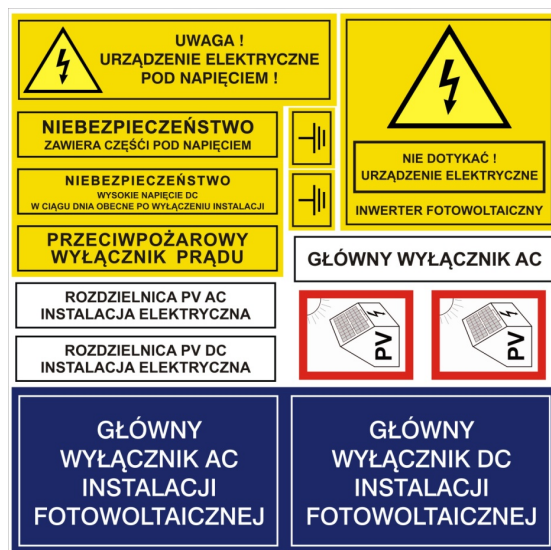 UWAGA !
URZĄDZENIE ELEKTRYCZNE
POD NAPIĘCIEM !
NIEBEZPIECZEŃSTWO
ZAWIERA CZĘŚĆI POD NAPIĘCIEM
NIEBEZPIECZEŃSTWO
WYSOKIE NAPIĘCIE DC
W CIĄGU DNIA OBECNE PO WYŁĄCZENIU INSTALACJI
PRZECIWPOŻAROWY
WYŁĄCZNIK PRĄDU
NIE DOTYKAĆ !
URZĄDZENIE ELEKTRYCZNE
INWERTER FOTOWOLTAICZNY
GŁÓWNY WYŁĄCZNIK AC
ROZDZIELNICA PV AC
INSTALACJA ELEKTRYCZNA
ROZDZIELNICA PV DC
INSTALACJA ELEKTRYCZNA
PV
PV
GŁÓWNY
WYŁĄCZNIK AC
INSTALACJI
FOTOWOLTAICZNEJ
GŁÓWNY
WYŁĄCZNIK DC
INSTALACJI
FOTOWOLTAICZNEJ